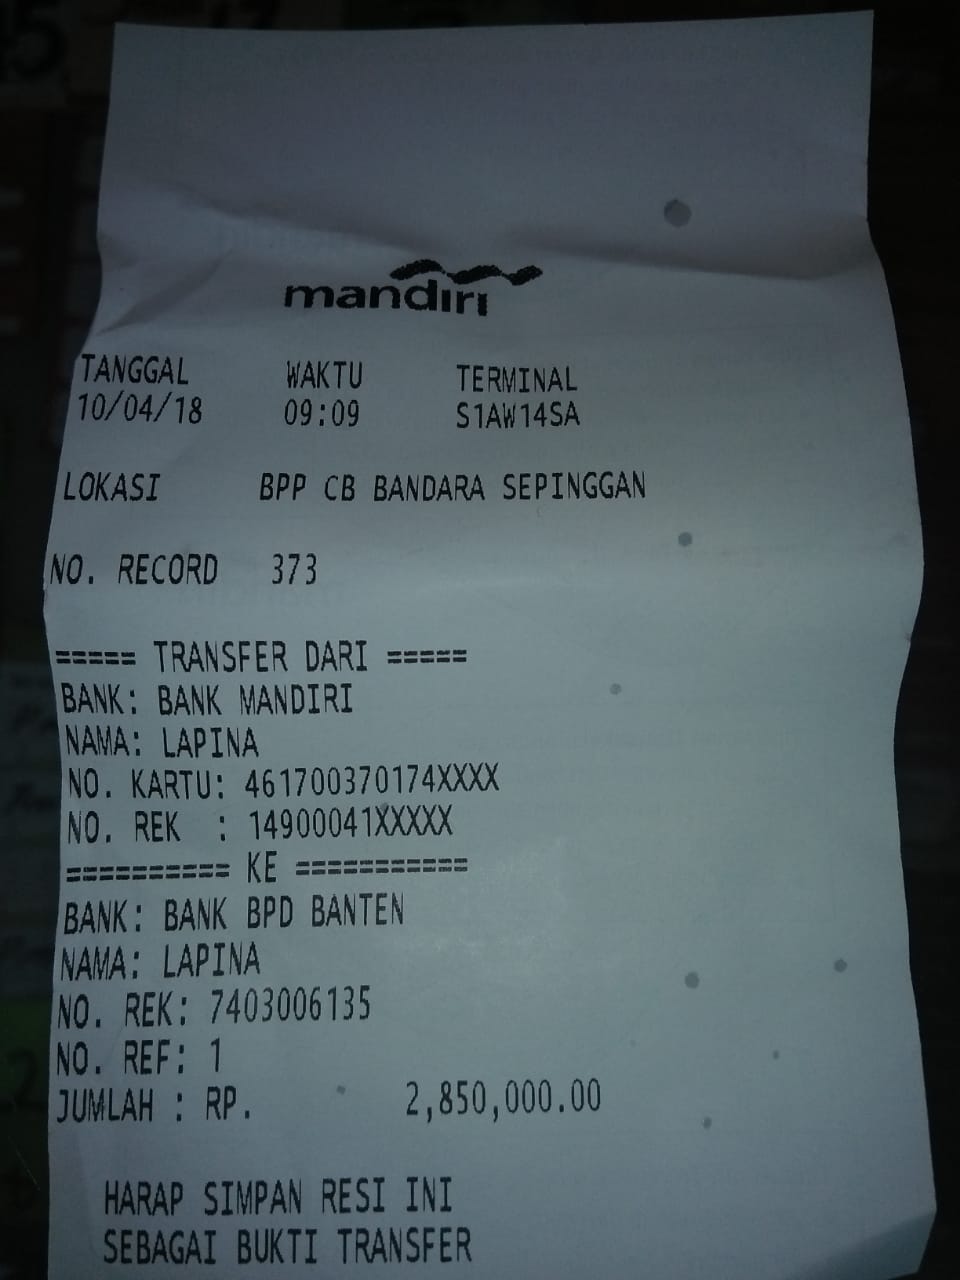 mandiri
TANGGAL WAKTU TERMINAL
10/04/18 09:09 S1AW14SA
LOKASI BPP CB BANDARA SEPINGGAN
NO. RECORD 373
===== TRANSFER DARI =====
BANK: BANK MANDIRI
NAMA: LAPINA
NO. KARTU: 461700370174XXXX
NO. REK : 14900041XXXXX
========== KE ===========
BANK: BANK BPD BANTEN
NAMA: LAPINA
NO. REK: 7403006135
NO. REF: 1
JUMLAH : RP. 2,850,000.00
HARAP SIMPAN RESI INI
SEBAGAI BUKTI TRANSFER